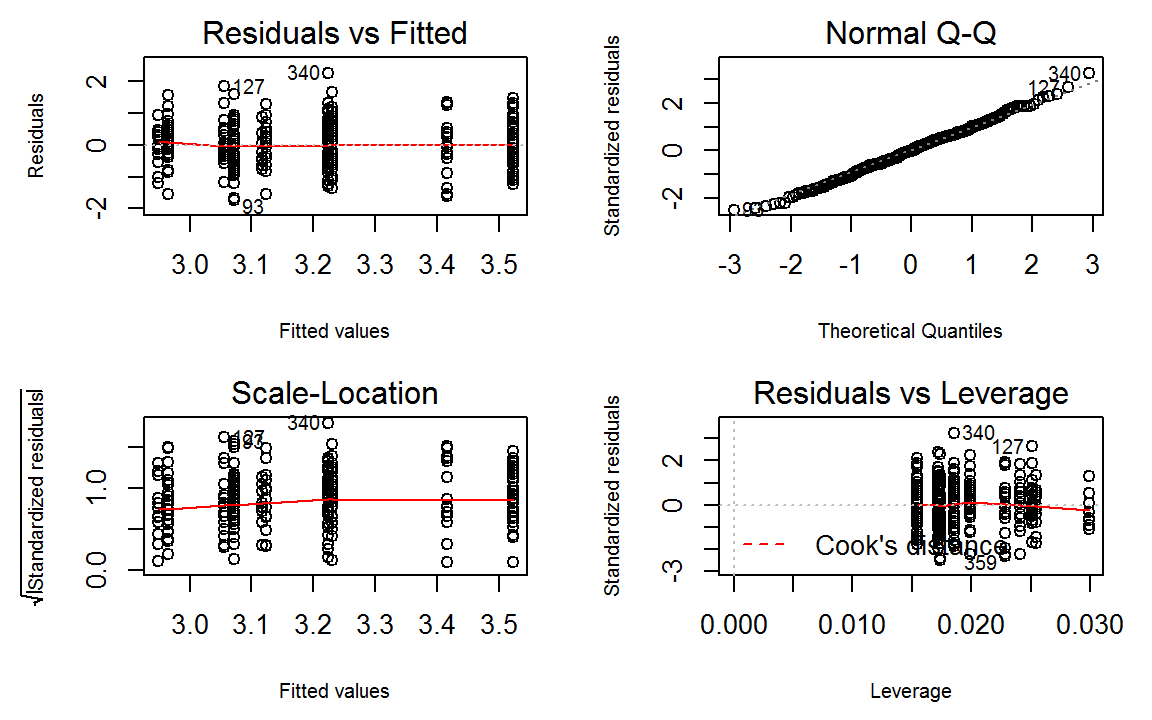 Residuals vs Fitted
Residuals
2
0
-2
340
127
93
3.0 3.1 3.2 3.3 3.4 3.5
Fitted values
Normal Q-Q
Standardized residuals
2
0
-2
340
127
93
-3 -2 -1 0 1 2 3
Theoretical Quantiles
Scale-Location
√|Standardized residuals|
1.0
0.0
340
127
93
3.0 3.1 3.2 3.3 3.4 3.5
Fitted values
Residuals vs Leverage
Standardized residuals
2
0
-3
340
127
Cook's distance
359
0.000 0.010 0.020 0.030
Leverage